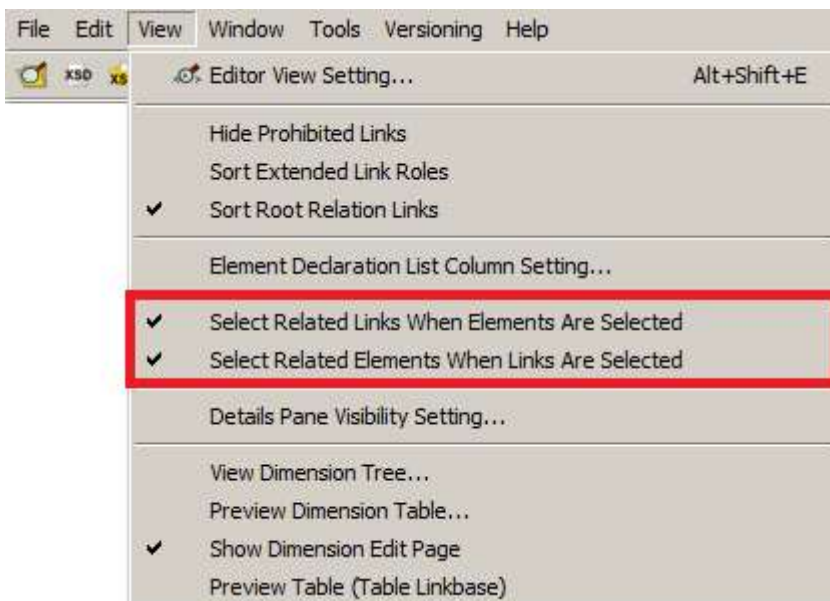 File Edit View Window Tools Versioning Help
XSD XS Editor View Setting... Alt+Shift+E
Hide Prohibited Links
Sort Extended Link Roles
Sort Root Relation Links
Element Declaration List Column Setting...
Select Related Links When Elements Are Selected
Select Related Elements When Links Are Selected
Details Pane Visibility Setting...
View Dimension Tree...
Preview Dimension Table...
Show Dimension Edit Page
Preview Table (Table Linkbase)